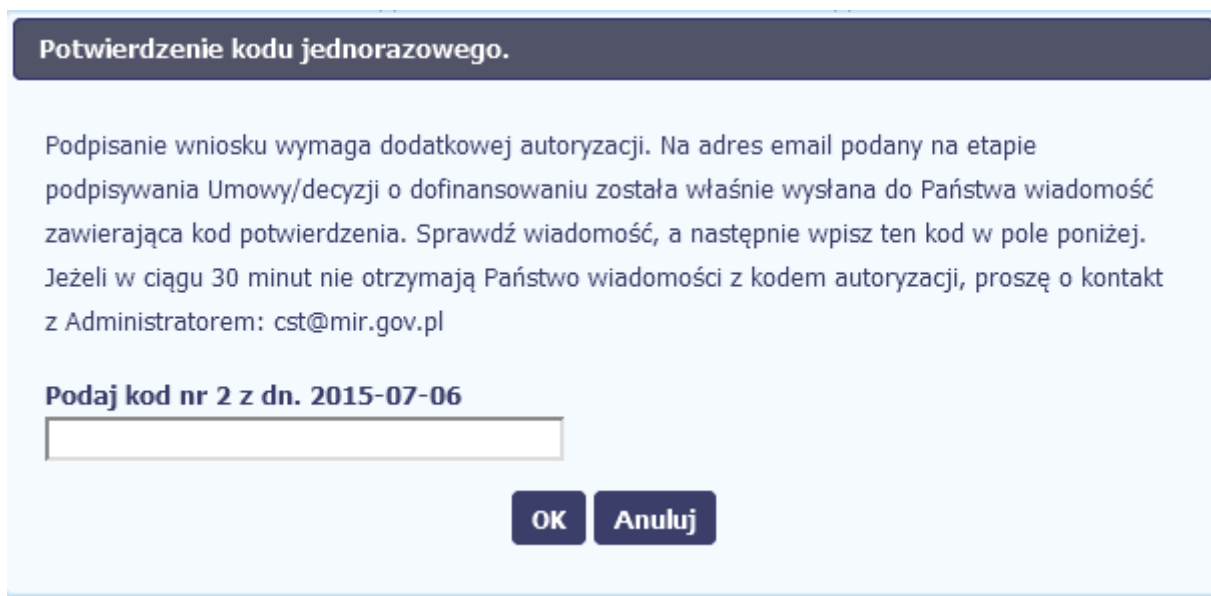 Potwierdzenie kodu jednorazowego.
Podpisanie wniosku wymaga dodatkowej autoryzacji. Na adres email podany na etapie
podpisywania Umowy/decyzji o dofinansowaniu została właśnie wysłana do Państwa wiadomość
zawierająca kod potwierdzenia. Sprawdź wiadomość, a następnie wpisz ten kod w pole poniżej.
Jeżeli w ciągu 30 minut nie otrzymają Państwo wiadomości z kodem autoryzacji, proszę o kontakt
z Administratorem: cst@mir.gov.pl
Podaj kod nr 2 z dn. 2015-07-06
OK Anuluj